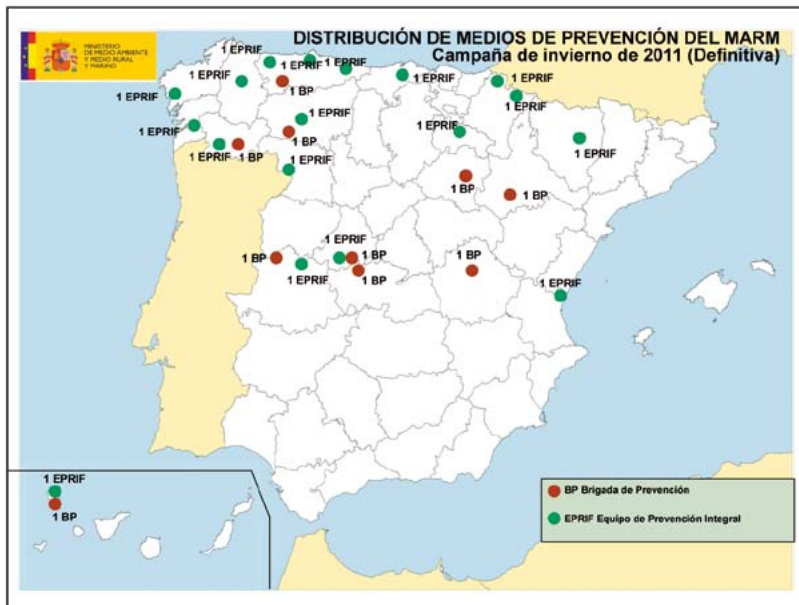 MINISTERIO
DE MEDIO AMBIENTE
Y MEDIO RURAL
Y MARINO
DISTRIBUCIÓN DE MEDIOS DE PREVENCIÓN DEL MARM
Campaña de invierno de 2011 (Definitiva)
1 EPRIF
1 EPRIF
1 EPRIF
1 EPRIF
1 EPRIF
1 EPRIF
1 EPRIF
1 EPRIF
1 BP
1 EPRIF
1 EPRIF
1 EPRIF
1 BP
1 EPRIF
1 EPRIF
1 BP
1 EPRIF
1 BP
1 BP
1 EPRIF
1 BP
1 BP
1 BP
1 EPRIF
1 BP
1 EPRIF
1 EPRIF
1 BP
BP Brigada de Prevención
EPRIF Equipo de Prevención Integral